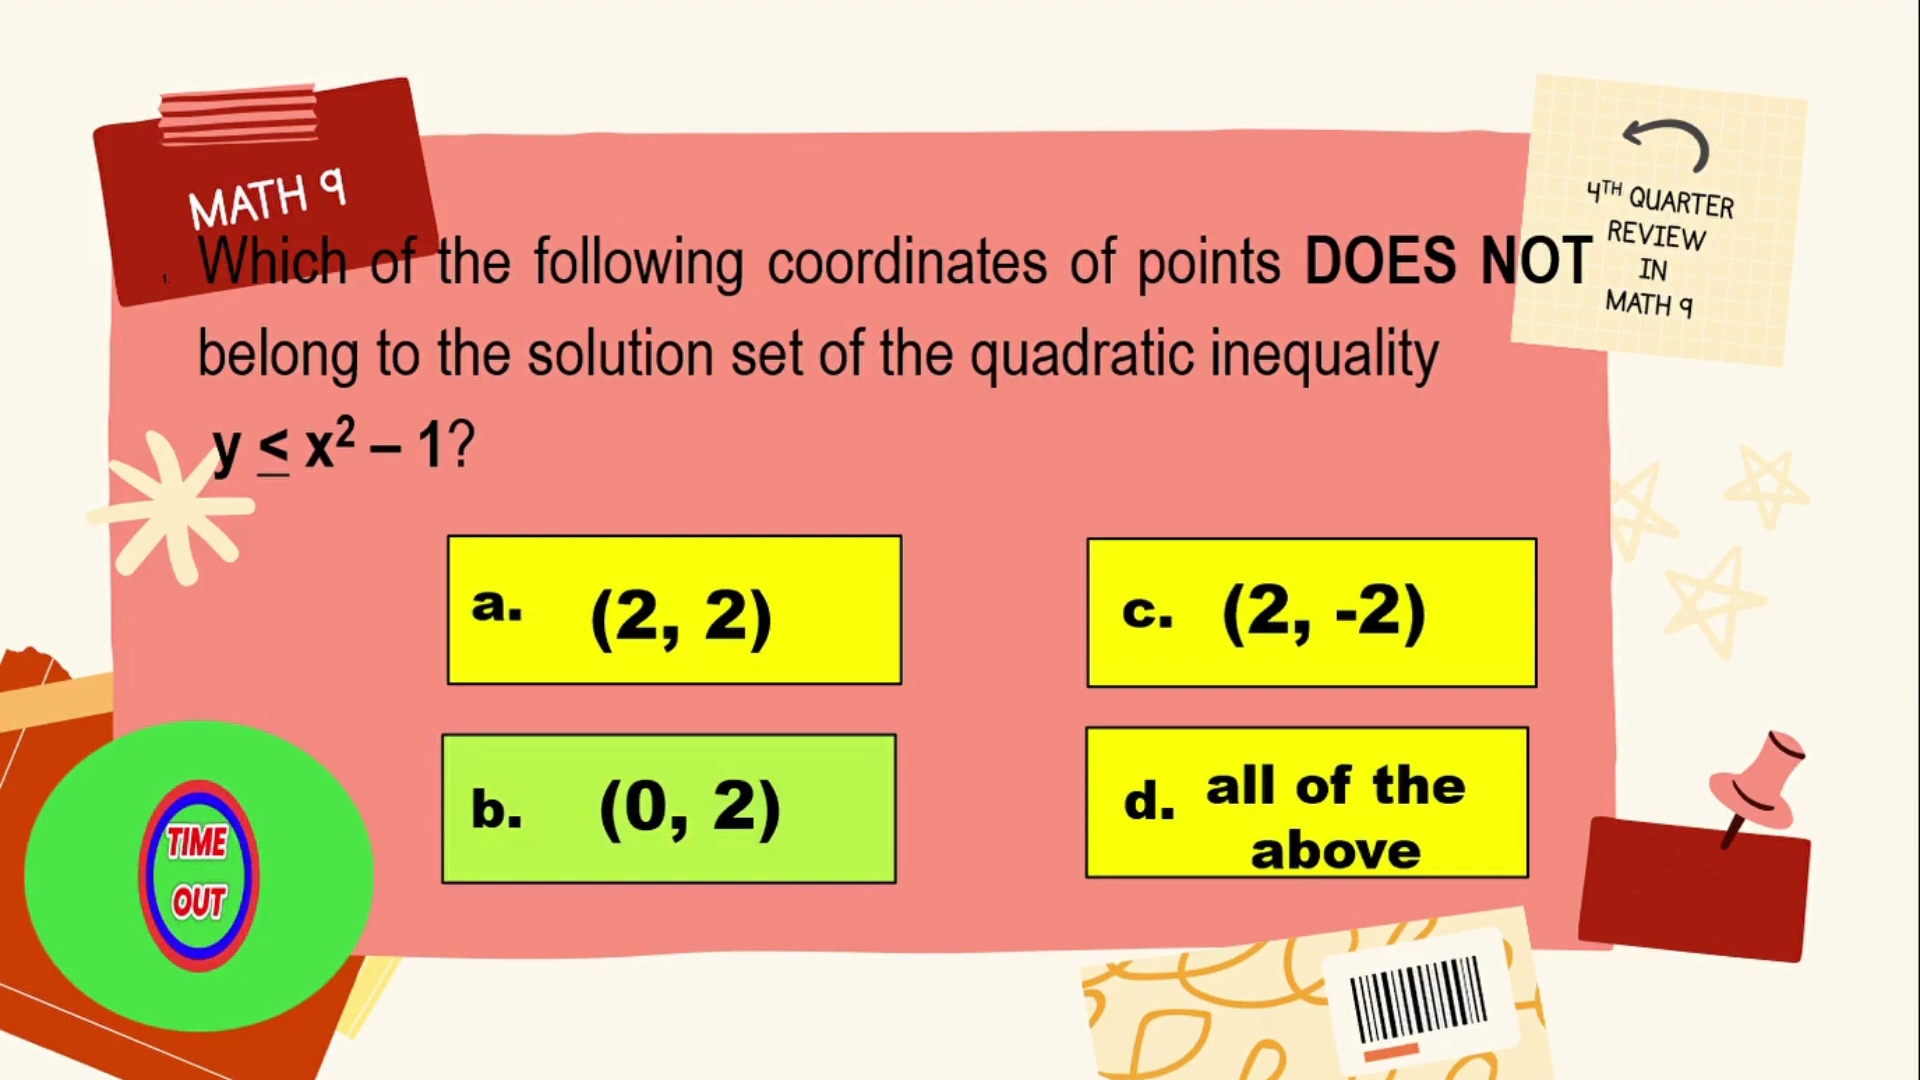 MATH 9
4TH QUARTER
REVIEW
IN
MATH 9
1. Which of the following coordinates of points DOES NOT
belong to the solution set of the quadratic inequality
y ≤ x² – 1?
a. (2, 2)
c. (2, -2)
b. (0, 2)
d. all of the
above
TIME
OUT